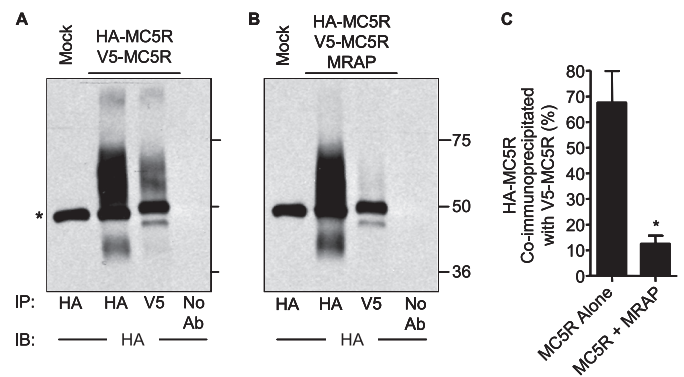 A
Mock
HA-MC5R
V5-MC5R
*
IP: HA HA V5 No Ab
IB: HA
B
Mock
HA-MC5R
V5-MC5R
MRAP
75
50
36
HA HA V5 No Ab
HA
C
HA-MC5R
Co-immunoprecipitated
with V5-MC5R (%)
80
70
60
50
40
30
20
10
0
*
MC5R Alone
MC5R + MRAP